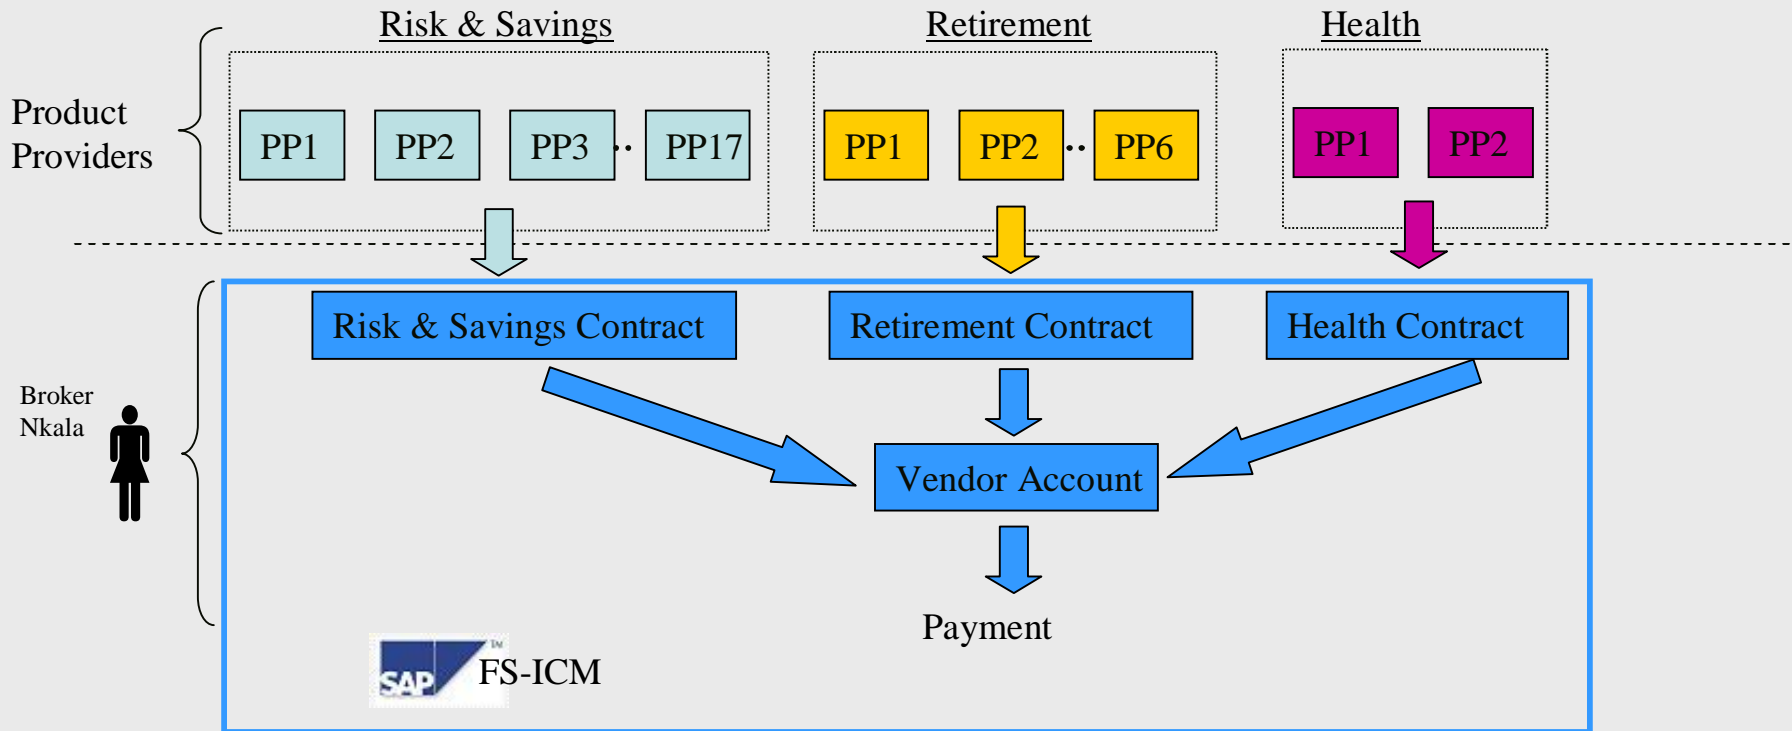 Risk & Savings
Retirement
Health
Product
Providers
PP1
PP2
PP3
..
PP17
PP1
PP2
..
PP6
PP1
PP2
Risk & Savings Contract
Retirement Contract
Health Contract
Broker
Nkala
Vendor Account
Payment
SAP TM
FS-ICM